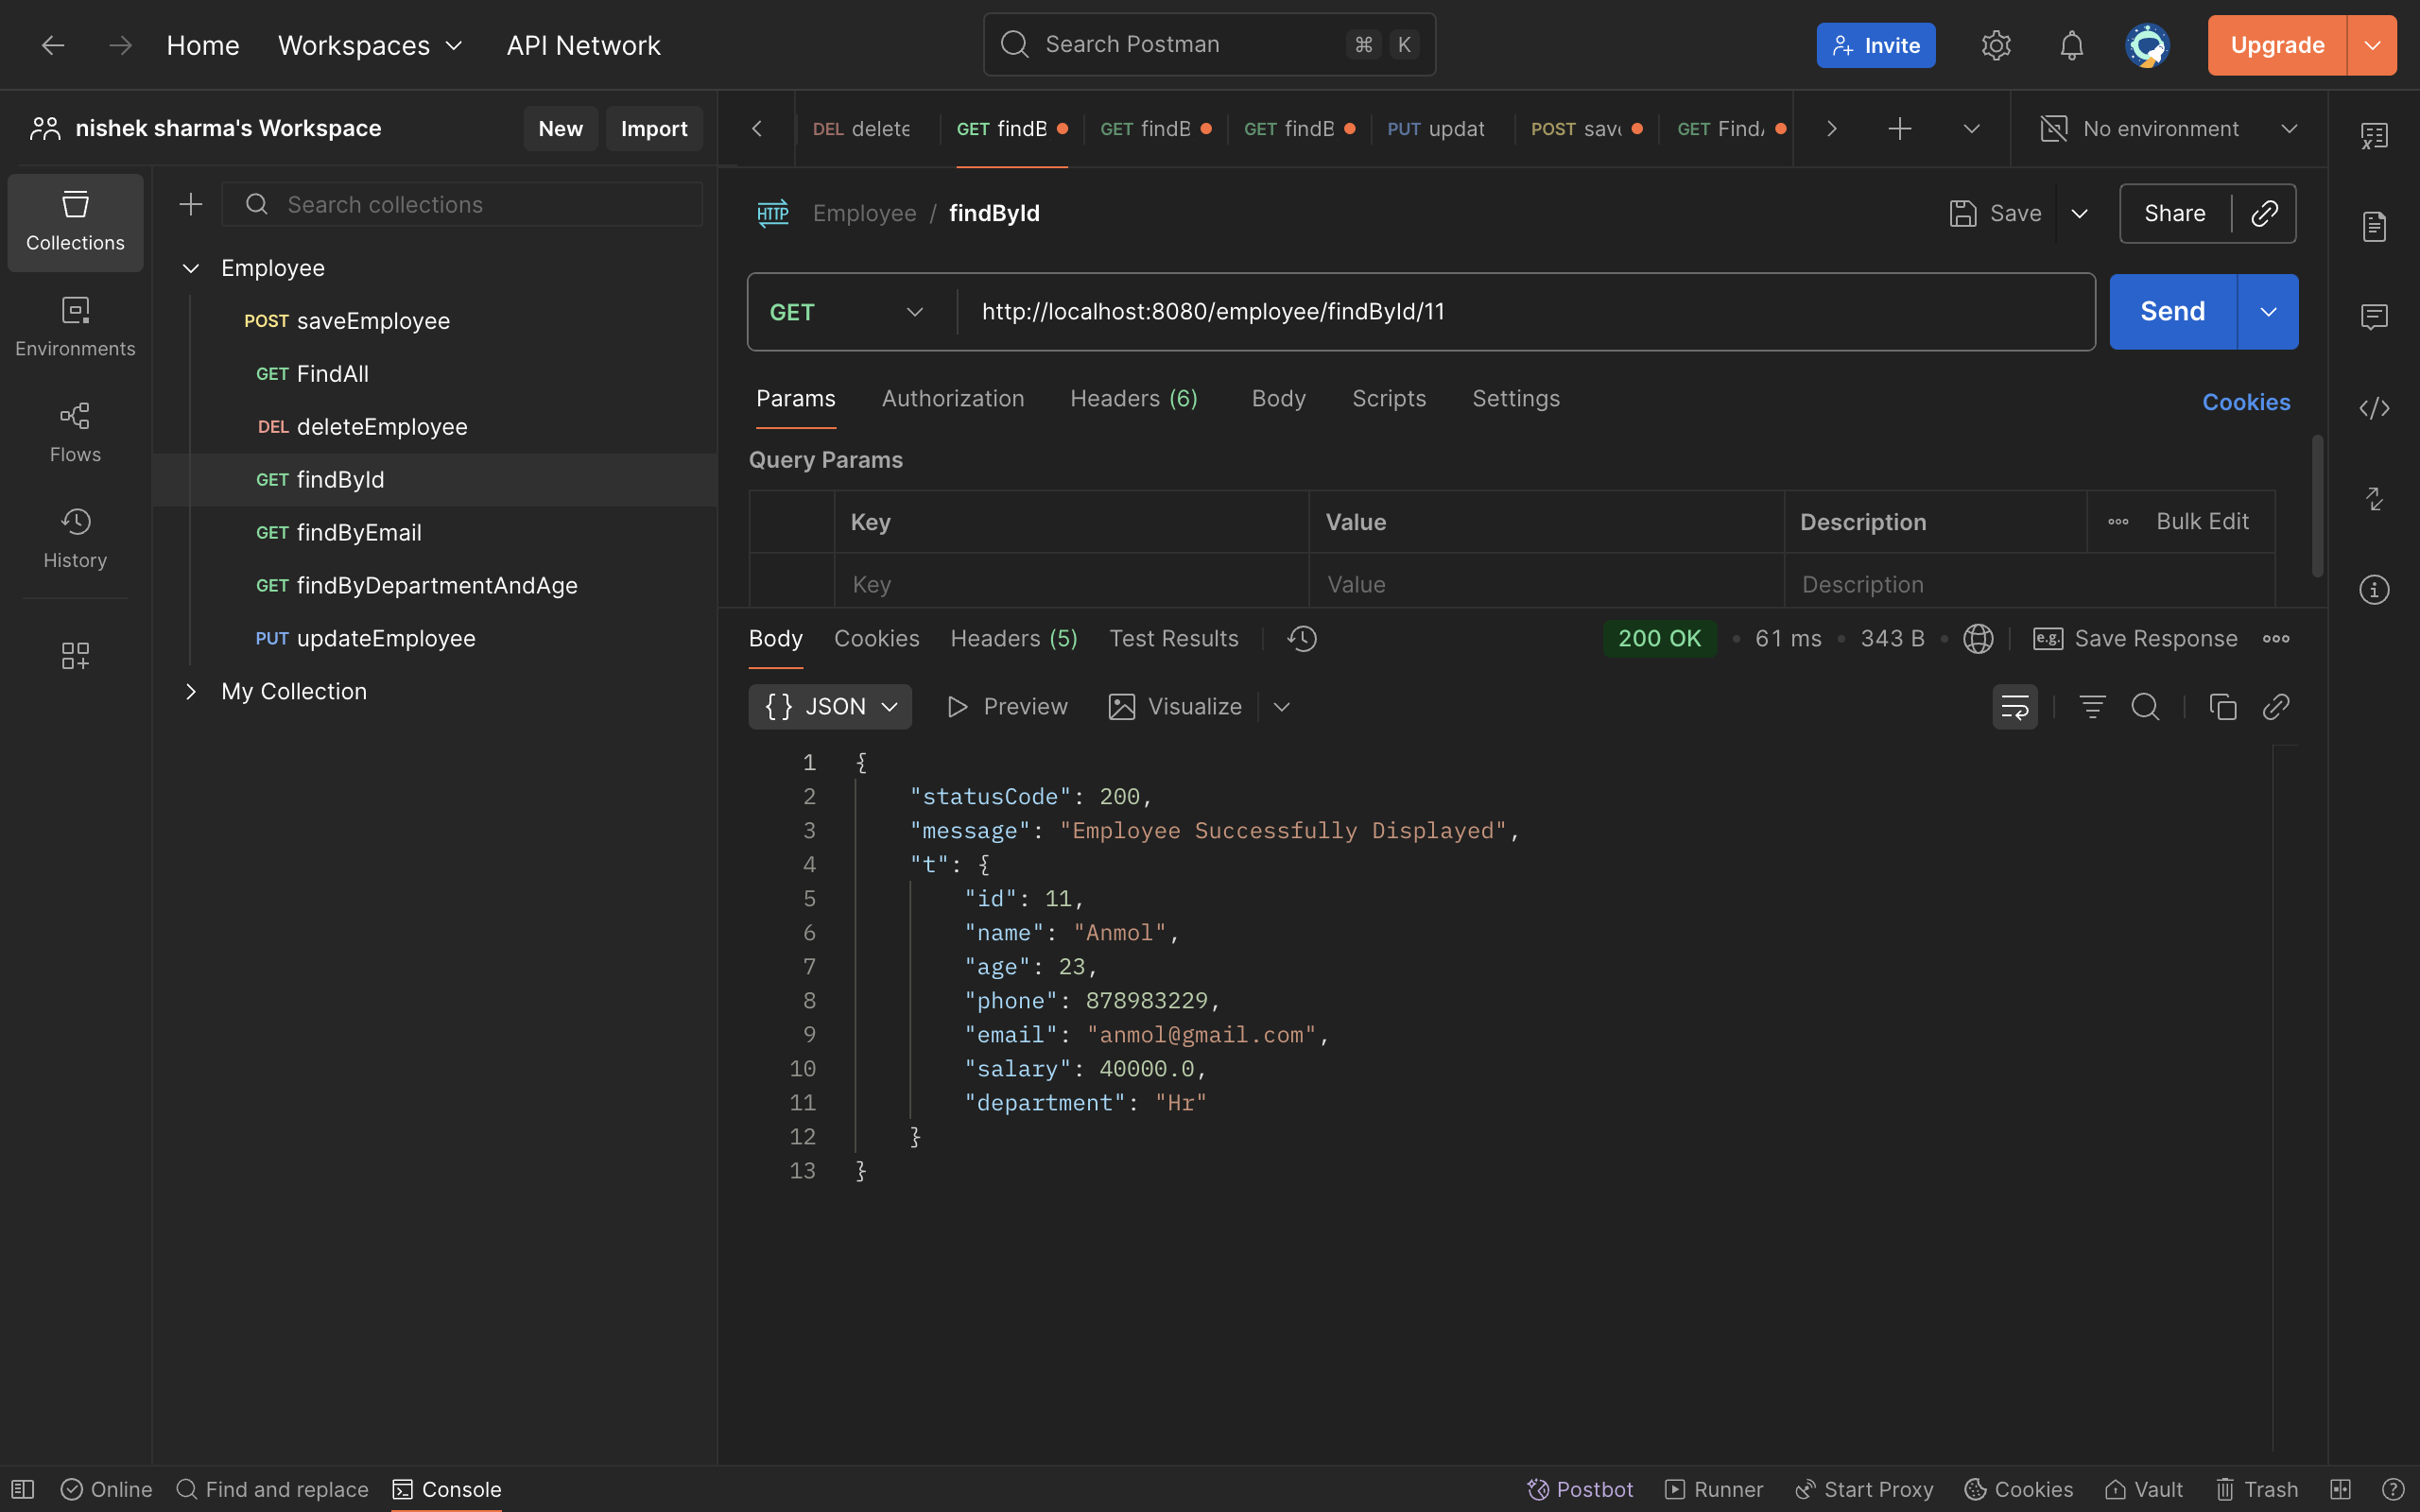 Home Workspaces API Network Search Postman ⌘ K Invite Upgrade
nishek sharma's Workspace New Import
DEL delete GET findB GET findB GET findB PUT updat POST save GET FindA No environment
Collections
Environments
Flows
History
Search collections
Employee
POST saveEmployee
GET FindAll
DEL deleteEmployee
GET findById
GET findByEmail
GET findByDepartmentAndAge
PUT updateEmployee
My Collection
HTTP Employee / findById Save Share
GET http://localhost:8080/employee/findById/11 Send
Params Authorization Headers (6) Body Scripts Settings Cookies
Query Params
Key Value Description Bulk Edit
Key Value Description
Body Cookies Headers (5) Test Results 200 OK • 61 ms • 343 B • e.g. Save Response
{ } JSON Preview Visualize
1 {
2 "statusCode": 200,
3 "message": "Employee Successfully Displayed",
4 "t": {
5 "id": 11,
6 "name": "Anmol",
7 "age": 23,
8 "phone": 878983229,
9 "email": "anmol@gmail.com",
10 "salary": 40000.0,
11 "department": "Hr"
12 }
13 }
Online Find and replace Console Postbot Runner Start Proxy Cookies Vault Trash